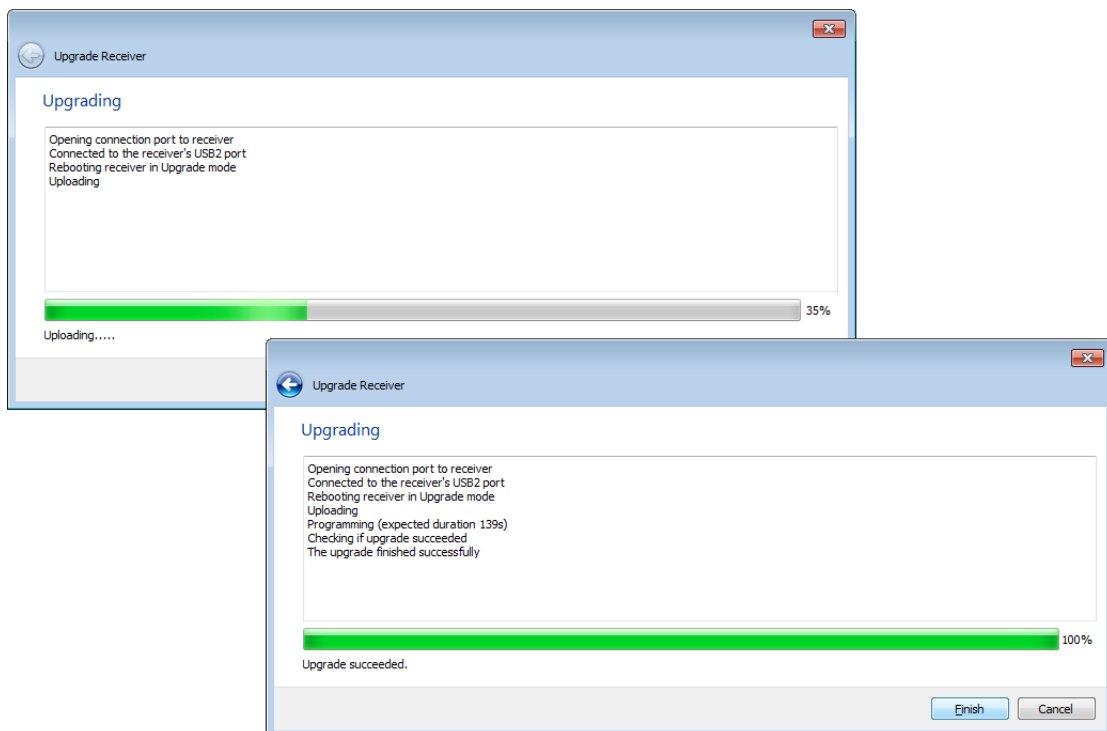 Upgrade Receiver
Upgrading
Opening connection port to receiver
Connected to the receiver's USB2 port
Rebooting receiver in Upgrade mode
Uploading
35%
Uploading.....
Upgrade Receiver
Upgrading
Opening connection port to receiver
Connected to the receiver's USB2 port
Rebooting receiver in Upgrade mode
Uploading
Programming (expected duration 139s)
Checking if upgrade succeeded
The upgrade finished successfully
100%
Upgrade succeeded.
Finish Cancel